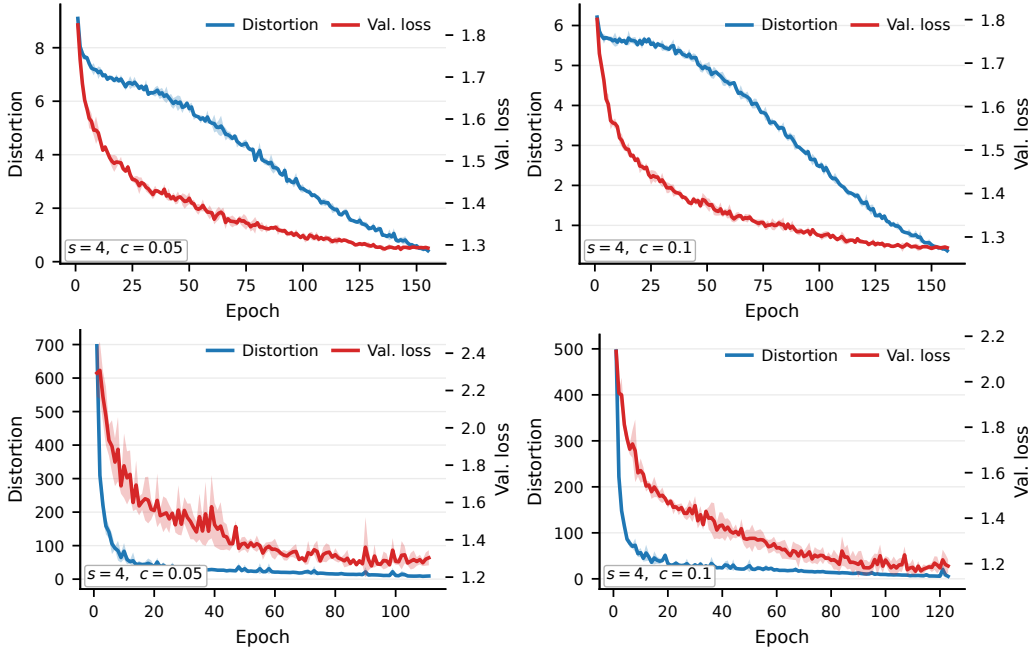 Distortion Val. loss
8
6
4
2
0
1.8
1.7
1.6
1.5
1.4
1.3
Distortion
Val. loss
s = 4, c = 0.05
0 25 50 75 100 125 150
Epoch
Distortion Val. loss
6
5
4
3
2
1
1.8
1.7
1.6
1.5
1.4
1.3
Distortion
Val. loss
s = 4, c = 0.1
0 25 50 75 100 125 150
Epoch
Distortion Val. loss
700
600
500
400
300
200
100
0
2.4
2.2
2.0
1.8
1.6
1.4
1.2
Distortion
Val. loss
s = 4, c = 0.05
0 20 40 60 80 100
Epoch
Distortion Val. loss
500
400
300
200
100
0
2.2
2.0
1.8
1.6
1.4
1.2
Distortion
Val. loss
s = 4, c = 0.1
0 20 40 60 80 100 120
Epoch